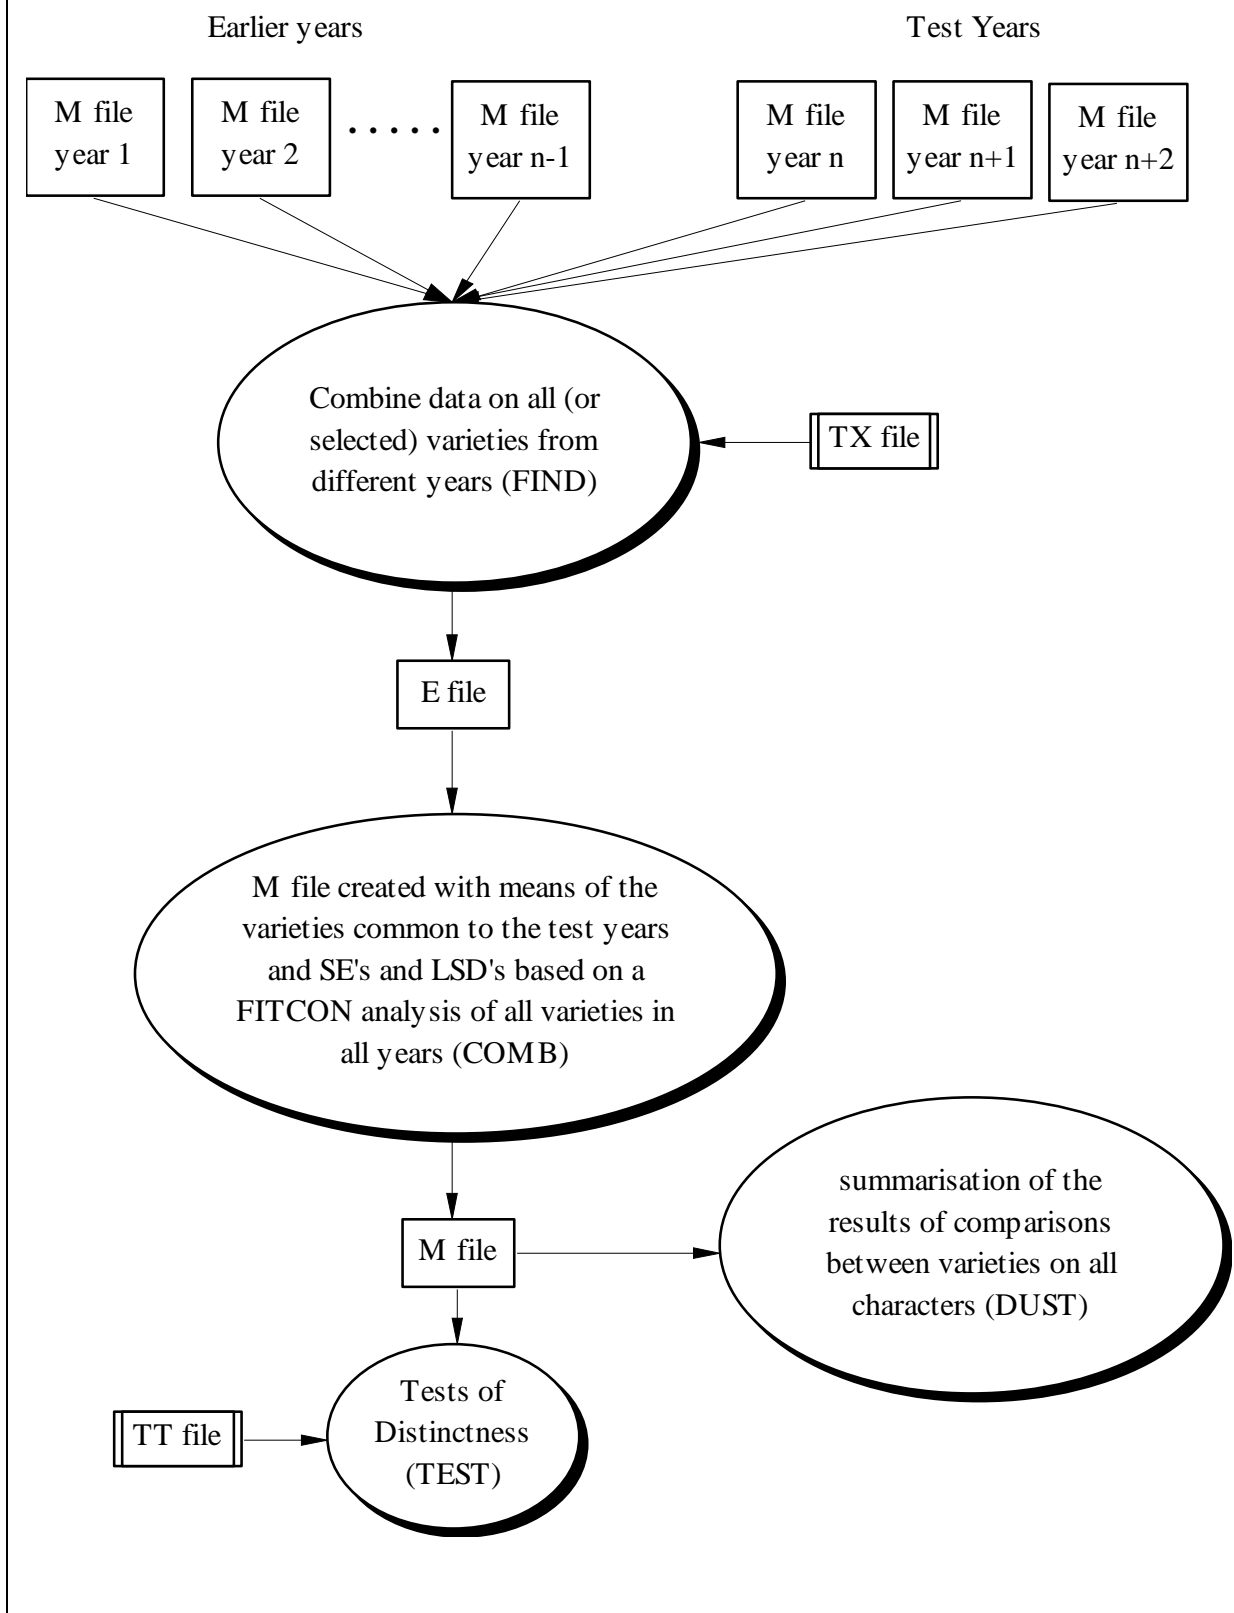 Earlier years
Test Years
M file
year 1
M file
year 2
.....
M file
year n-1
M file
year n
M file
year n+1
M file
year n+2
Combine data on all (or
selected) varieties from
different years (FIND)
TX file
E file
M file created with means of the
varieties common to the test years
and SE's and LSD's based on a
FITCON analysis of all varieties in
all years (COMB)
M file
summarisation of the
results of comparisons
between varieties on all
characters (DUST)
Tests of
Distinctness
(TEST)
TT file